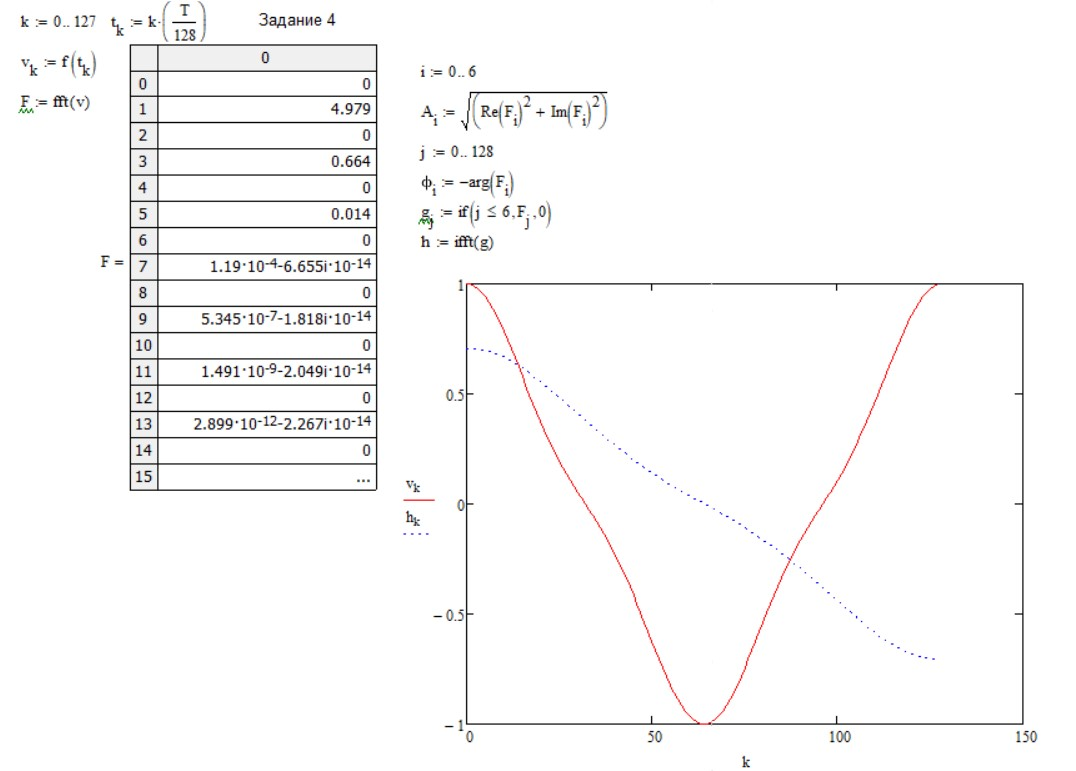 k := 0.. 127 t_k := k·(T/128) Задание 4
v_k := f(t_k)
F := fft(v)
F =
0
0 0
1 4.979
2 0
3 0.664
4 0
5 0.014
6 0
7 1.19·10^-4-6.655i·10^-14
8 0
9 5.345·10^-7-1.818i·10^-14
10 0
11 1.491·10^-9-2.049i·10^-14
12 0
13 2.899·10^-12-2.267i·10^-14
14 0
15 ...
i := 0.. 6
A_i := √(Re(F_i)^2 + Im(F_i)^2)
j := 0.. 128
ϕ_i := −arg(F_i)
g_j := if(j ≤ 6, F_j, 0)
h := ifft(g)
1
0.5
0
− 0.5
− 1
v_k
h_k
0 50 100 150
k